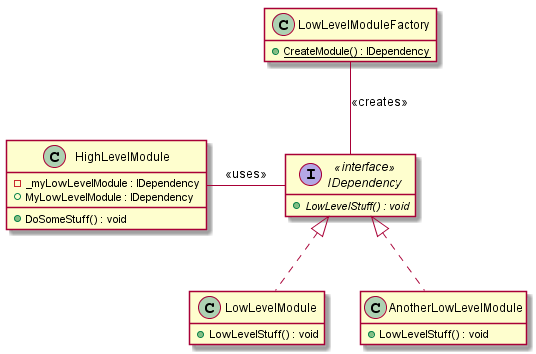 C LowLevelModuleFactory
CreateModule() : IDependency
«creates»
C HighLevelModule
_myLowLevelModule : IDependency
MyLowLevelModule : IDependency
DoSomeStuff() : void
«uses»
«interface»
I IDependency
LowLevelStuff() : void
C LowLevelModule
LowLevelStuff() : void
C AnotherLowLevelModule
LowLevelStuff() : void